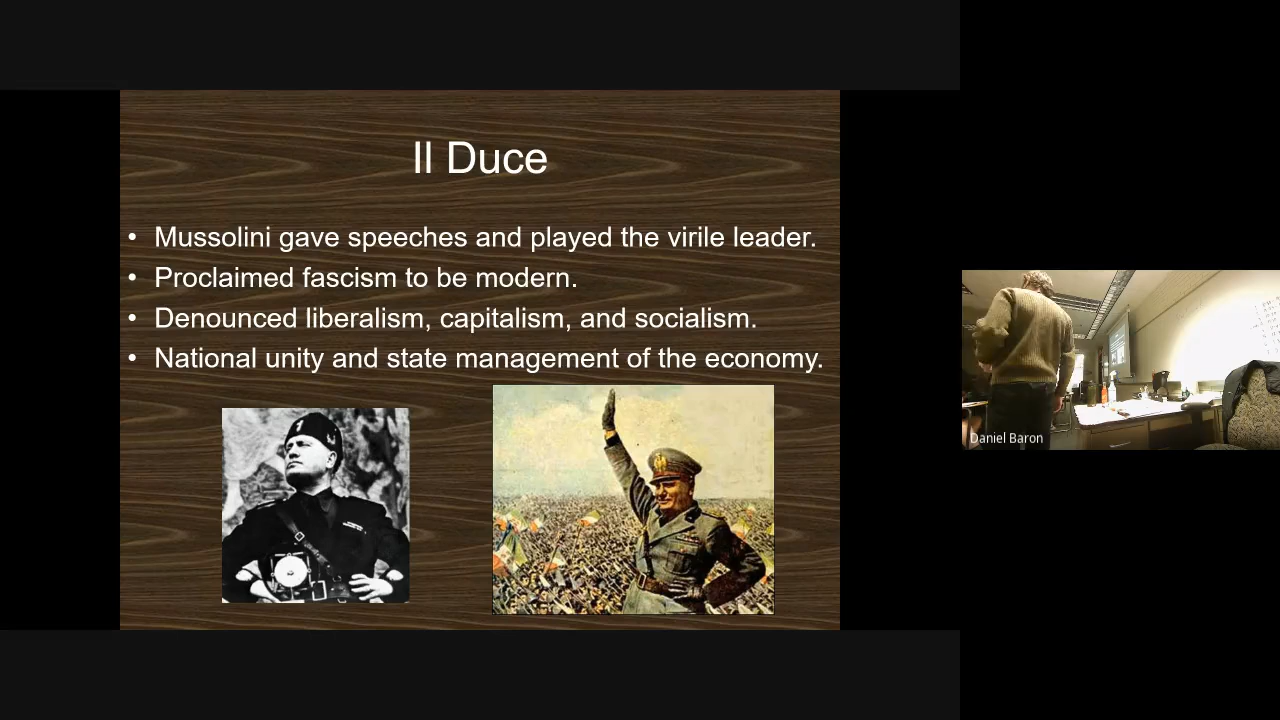 Il Duce
• Mussolini gave speeches and played the virile leader.
• Proclaimed fascism to be modern.
• Denounced liberalism, capitalism, and socialism.
• National unity and state management of the economy.
Daniel Baron